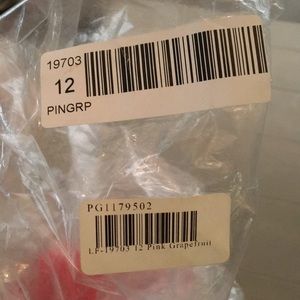 19703
12
PINGRP
PG1179502
LF-19703 12 Pink Grapefruit